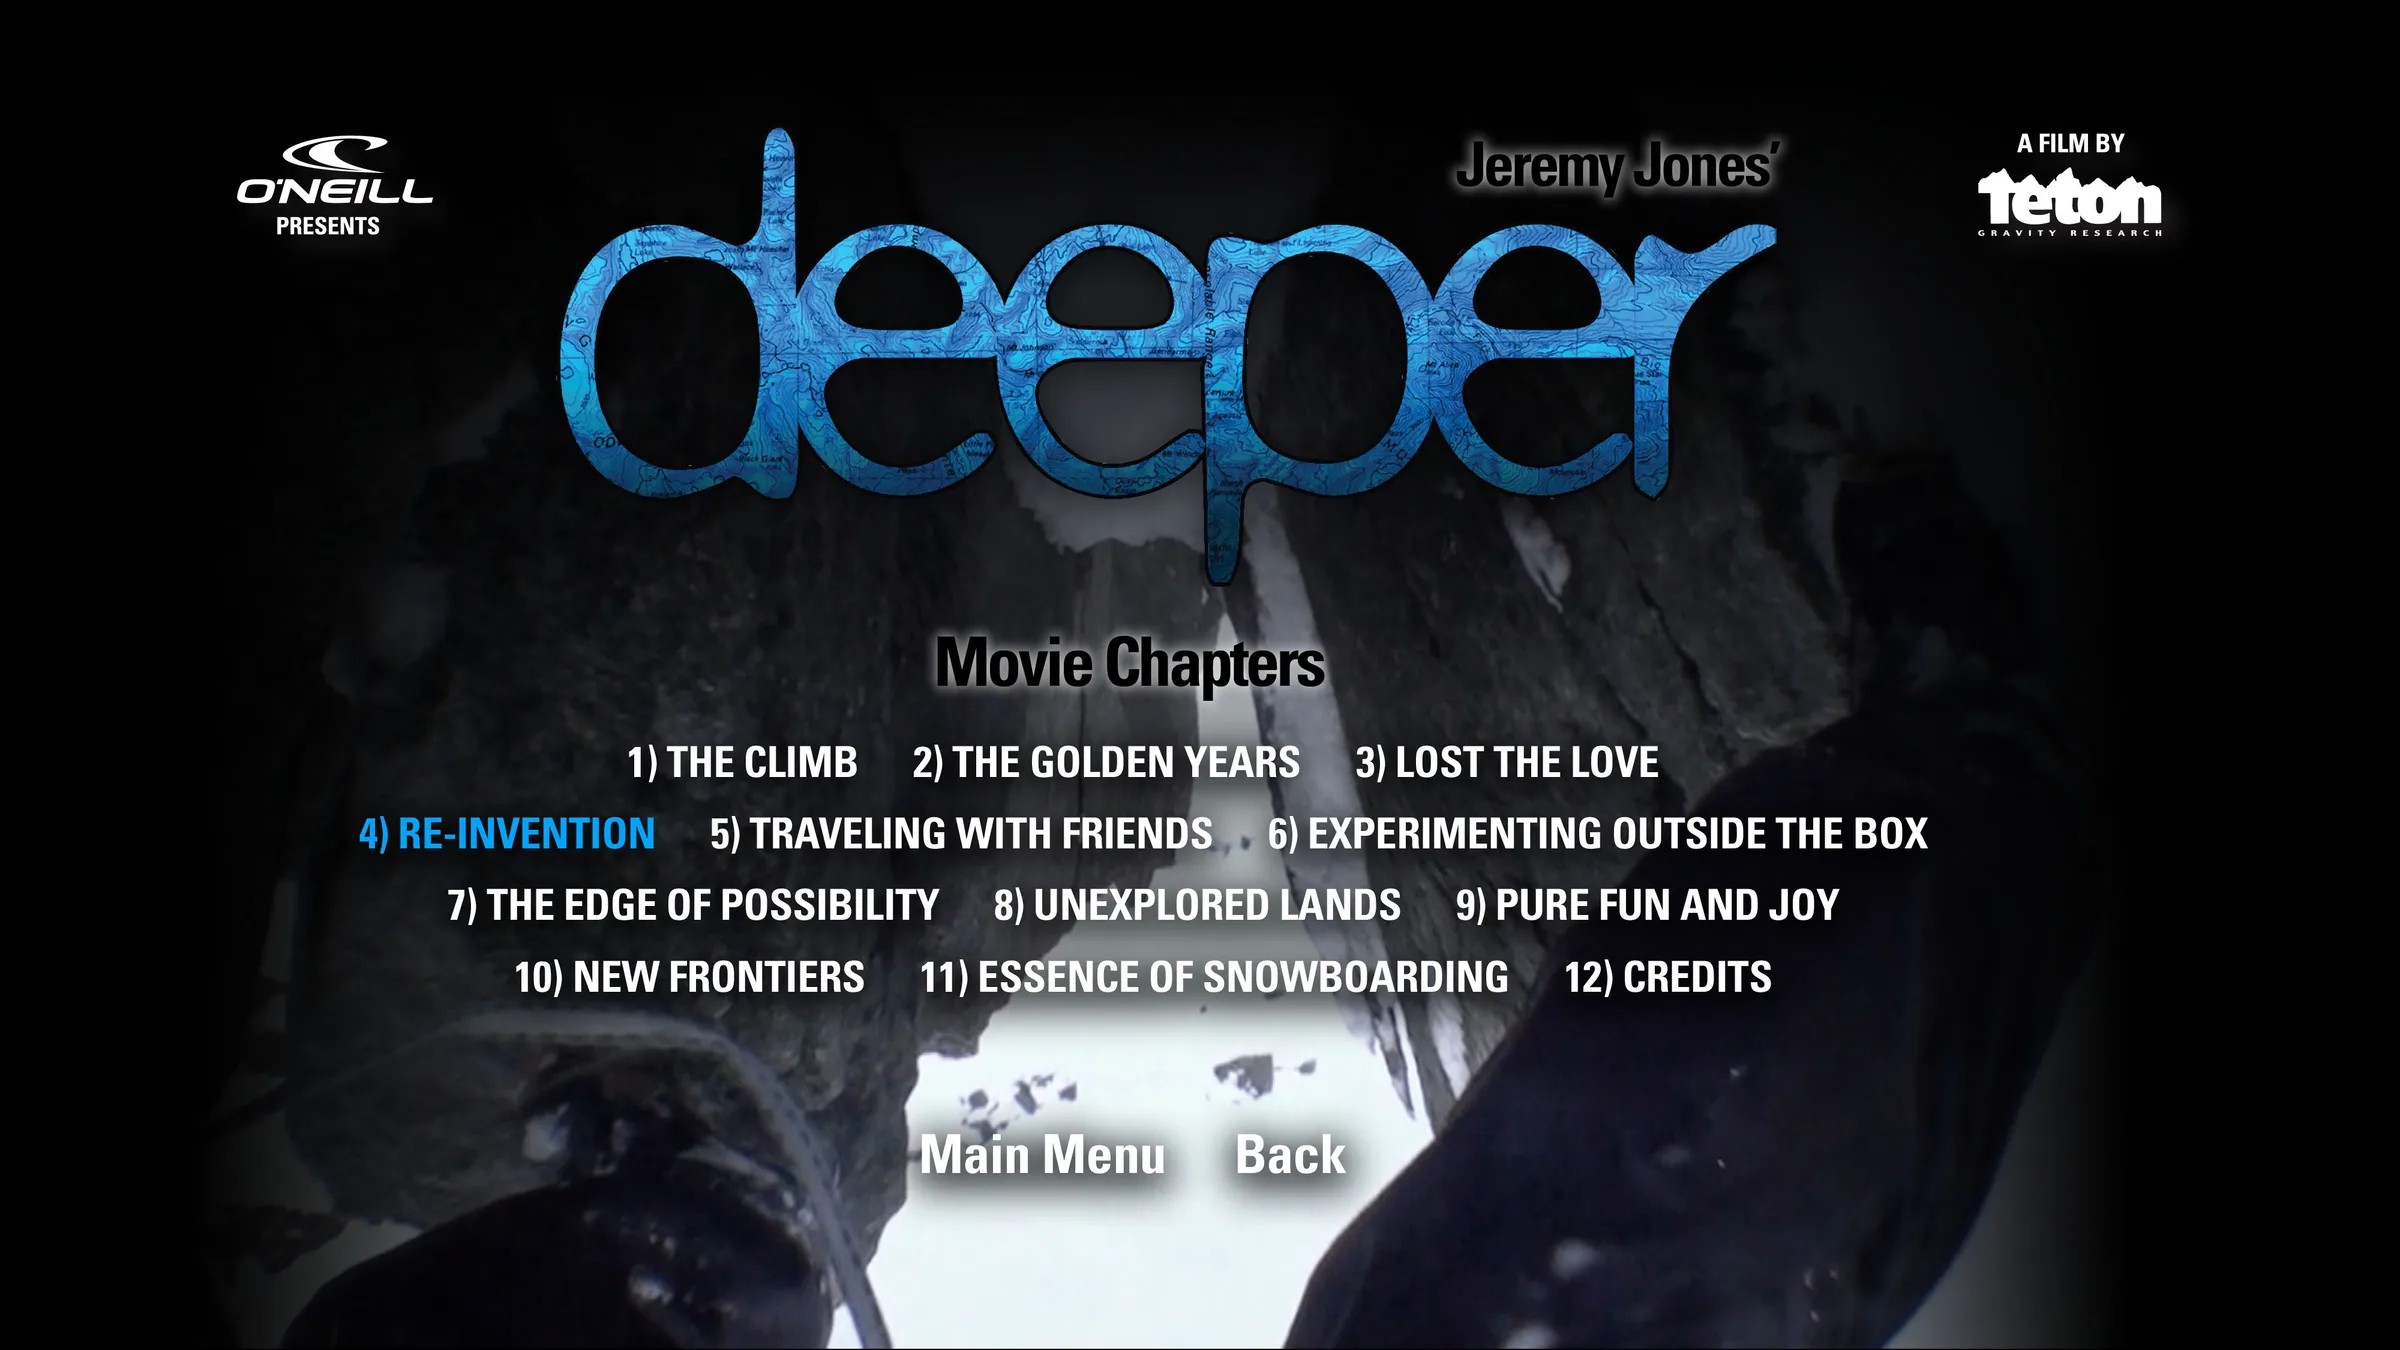 O'NEILL
PRESENTS
Jeremy Jones'
deeper
A FILM BY
TETON
GRAVITY RESEARCH
Movie Chapters
1) THE CLIMB 2) THE GOLDEN YEARS 3) LOST THE LOVE
4) RE-INVENTION 5) TRAVELING WITH FRIENDS 6) EXPERIMENTING OUTSIDE THE BOX
7) THE EDGE OF POSSIBILITY 8) UNEXPLORED LANDS 9) PURE FUN AND JOY
10) NEW FRONTIERS 11) ESSENCE OF SNOWBOARDING 12) CREDITS
Main Menu Back